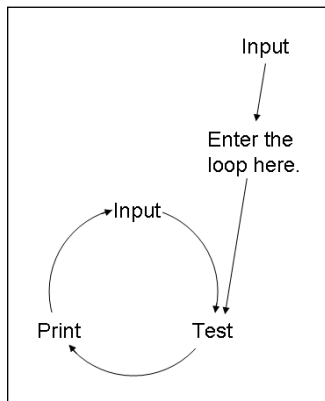 Input
Enter the
loop here.
Input
Print
Test